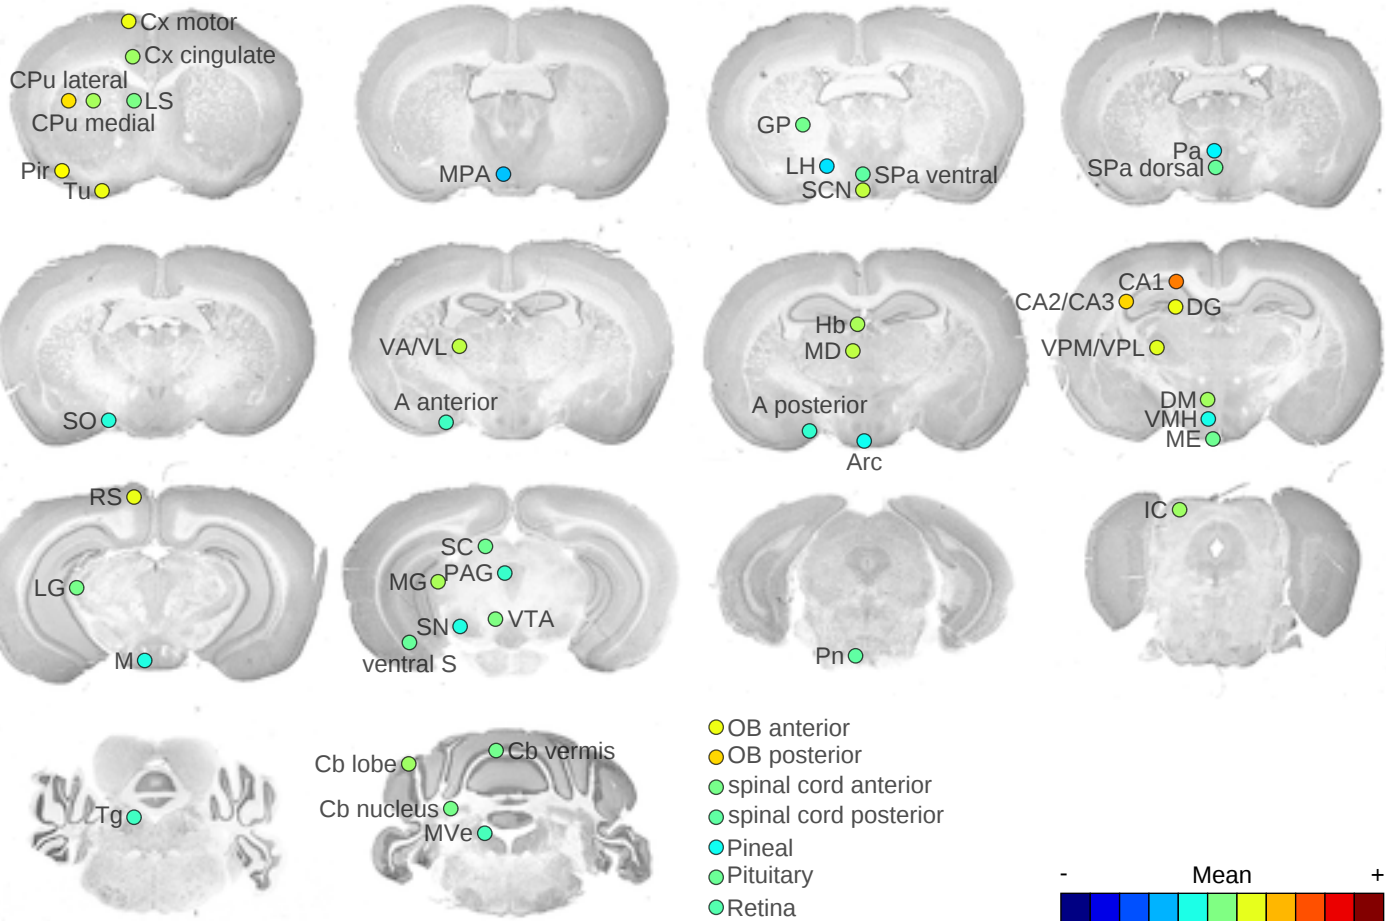 Cx motor
Cx cingulate
CPu lateral
LS
CPu medial
Pir
Tu
MPA
GP
LH
SPa ventral
SCN
Pa
SPa dorsal
SO
VA/VL
A anterior
Hb
MD
A posterior
Arc
CA1
CA2/CA3
DG
VPM/VPL
DM
VMH
ME
RS
LG
M
SC
MG
PAG
SN
VTA
ventral S
Pn
IC
Tg
Cb lobe
Cb vermis
Cb nucleus
MVe
OB anterior
OB posterior
spinal cord anterior
spinal cord posterior
Pineal
Pituitary
Retina
- Mean +